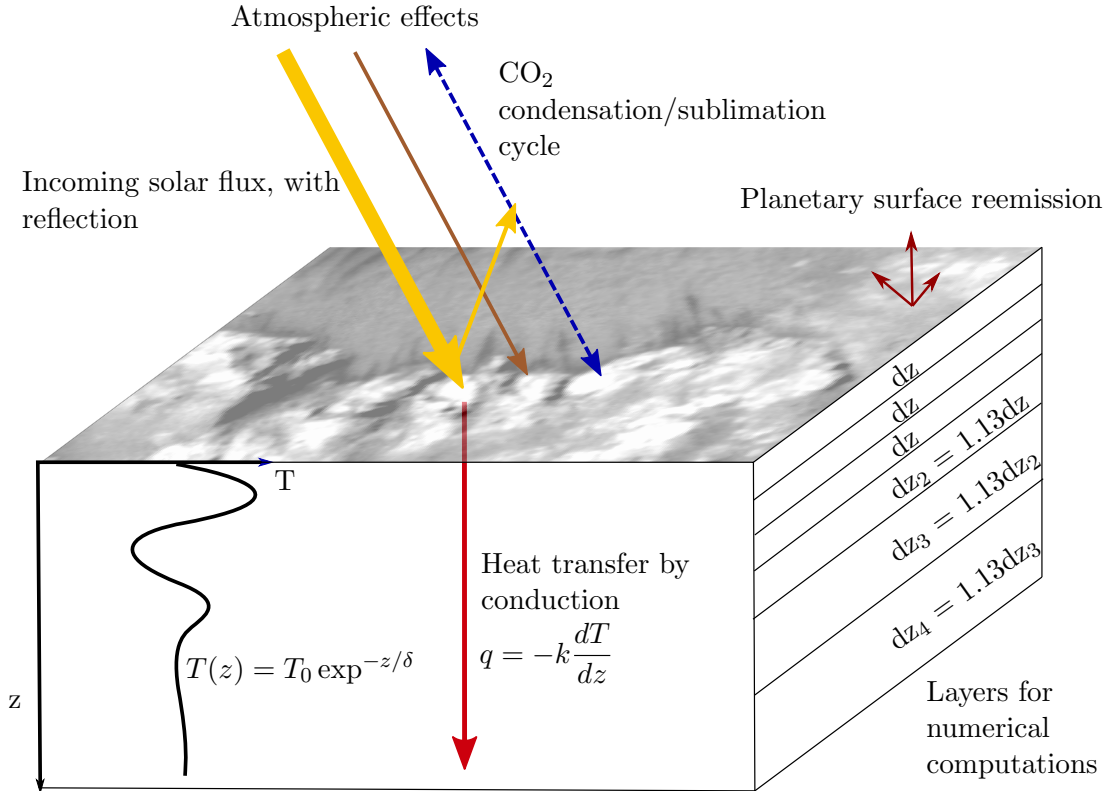 Atmospheric effects
CO₂
condensation/sublimation
cycle
Incoming solar flux, with
reflection
Planetary surface reemission
dz
dz
dz
dz₂ = 1.13dz
dz₃ = 1.13dz₂
dz₄ = 1.13dz₃
T
Heat transfer by
conduction
q = −k dT/dz
T(z) = T₀ exp^{−z/δ}
z
Layers for
numerical
computations